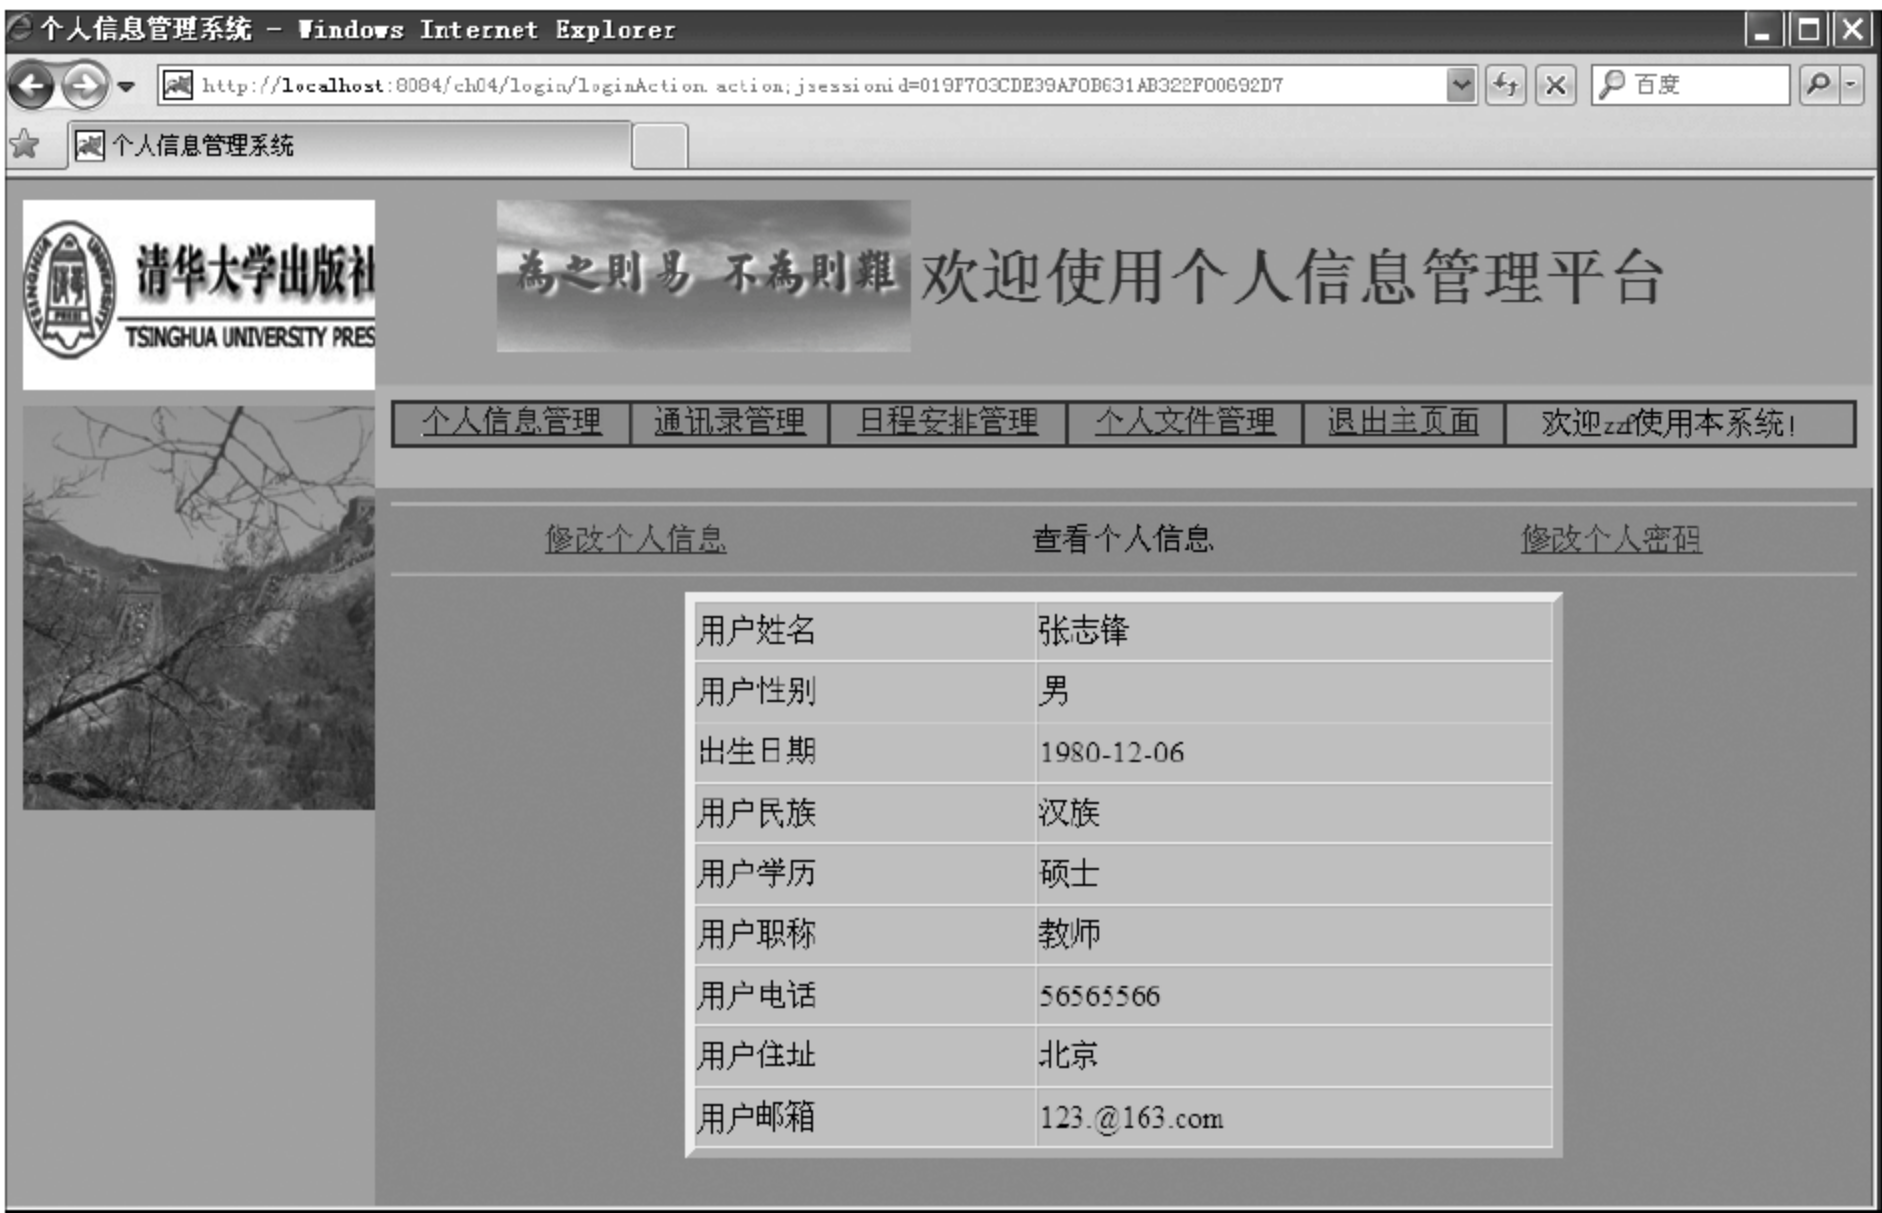 个人信息管理系统 - Windows Internet Explorer
http://localhost:8084/ch04/login/loginAction.action;jsessionid=019F703CDE39AF0B631AB322F00692D7
百度
个人信息管理系统
清华大学出版社
TSINGHUA UNIVERSITY PRES
TSINGHUA UNIVERSITY
PRESS
為之則易 不為則難
欢迎使用个人信息管理平台
个人信息管理 通讯录管理 日程安排管理 个人文件管理 退出主页面 欢迎zzf使用本系统!
修改个人信息 查看个人信息 修改个人密码
用户姓名 张志锋
用户性别 男
出生日期 1980-12-06
用户民族 汉族
用户学历 硕士
用户职称 教师
用户电话 56565566
用户住址 北京
用户邮箱 123.@163.com